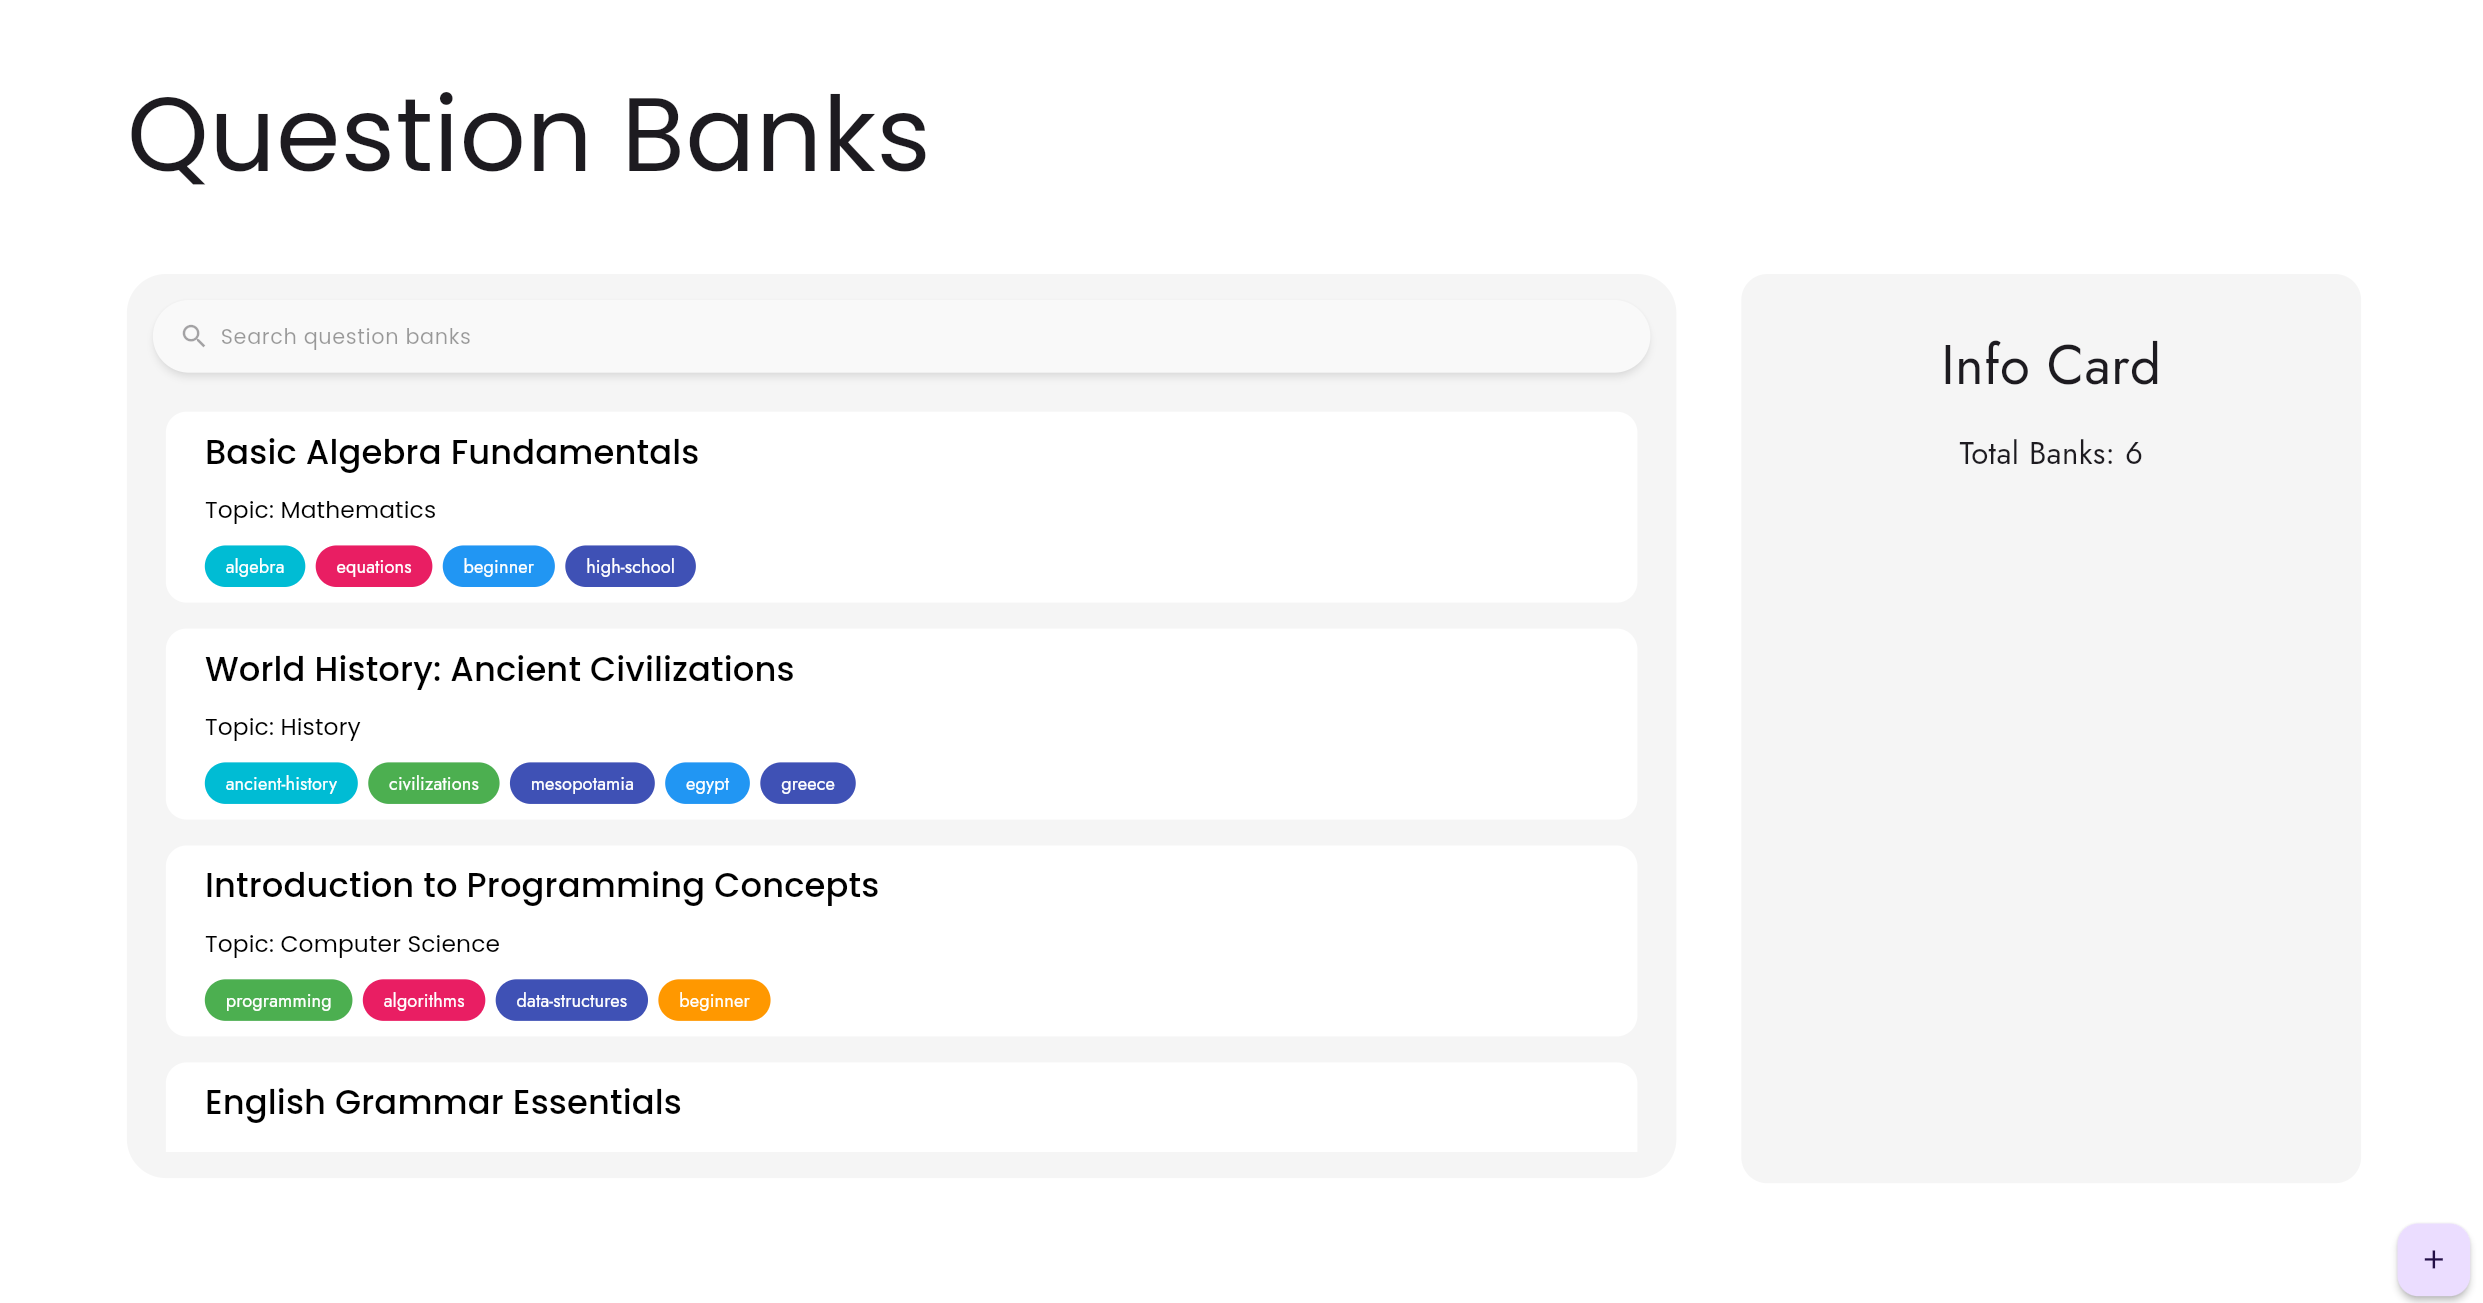 Question Banks
Search question banks
Basic Algebra Fundamentals
Topic: Mathematics
algebra equations beginner high-school
World History: Ancient Civilizations
Topic: History
ancient-history civilizations mesopotamia egypt greece
Introduction to Programming Concepts
Topic: Computer Science
programming algorithms data-structures beginner
English Grammar Essentials
Info Card
Total Banks: 6
+